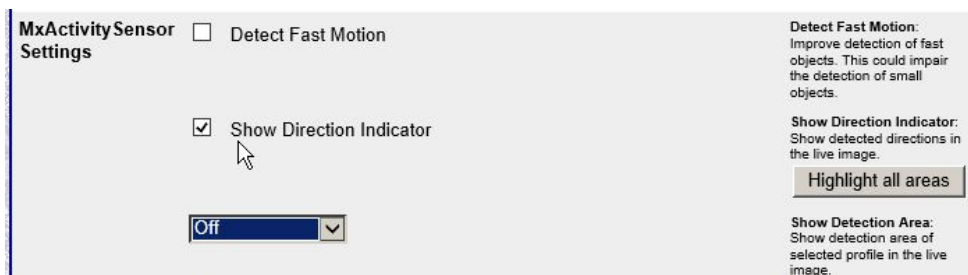 MxActivitySensor
Settings
Detect Fast Motion
Detect Fast Motion:
Improve detection of fast
objects. This could impair
the detection of small
objects.
Show Direction Indicator
Show Direction Indicator:
Show detected directions in
the live image.
Highlight all areas
Off
Show Detection Area:
Show detection area of
selected profile in the live
image.